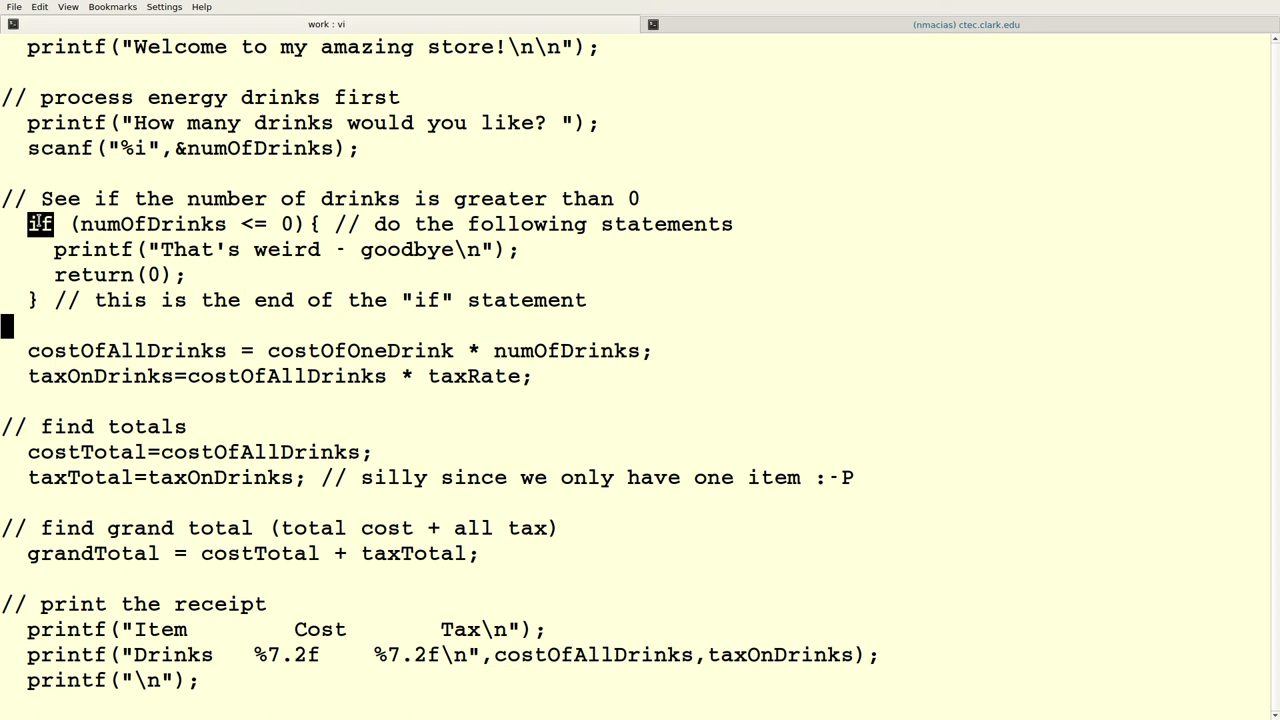 File Edit View Bookmarks Settings Help
work : vi
(nmacias) ctec.clark.edu
printf("Welcome to my amazing store!\n\n");
// process energy drinks first
printf("How many drinks would you like? ");
scanf("%i",&numOfDrinks);
// See if the number of drinks is greater than 0
if (numOfDrinks <= 0){ // do the following statements
printf("That's weird - goodbye\n");
return(0);
} // this is the end of the "if" statement
costOfAllDrinks = costOfOneDrink * numOfDrinks;
taxOnDrinks=costOfAllDrinks * taxRate;
// find totals
costTotal=costOfAllDrinks;
taxTotal=taxOnDrinks; // silly since we only have one item :-P
// find grand total (total cost + all tax)
grandTotal = costTotal + taxTotal;
// print the receipt
printf("Item        Cost       Tax\n");
printf("Drinks   %7.2f    %7.2f\n",costOfAllDrinks,taxOnDrinks);
printf("\n");